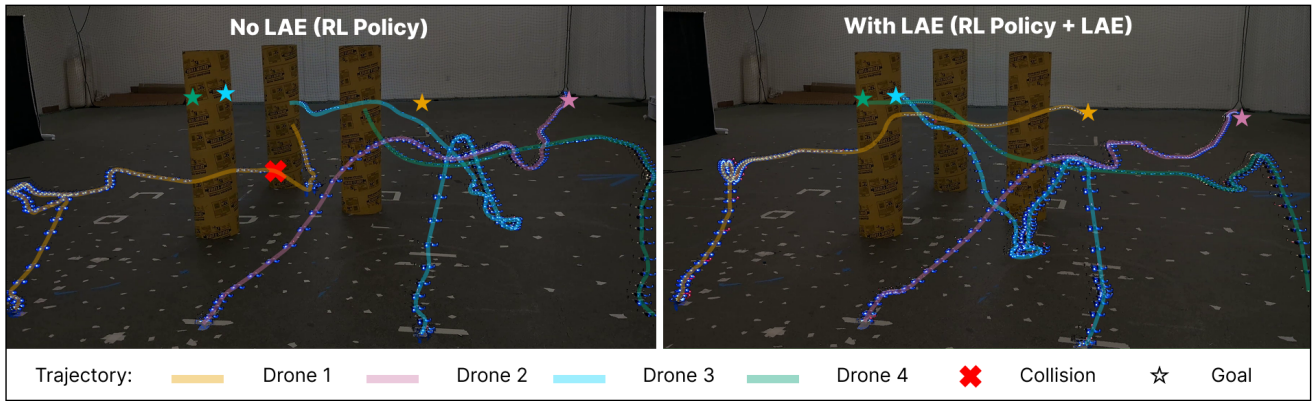 No LAE (RL Policy)
With LAE (RL Policy + LAE)
Trajectory: Drone 1 Drone 2 Drone 3 Drone 4 Collision Goal